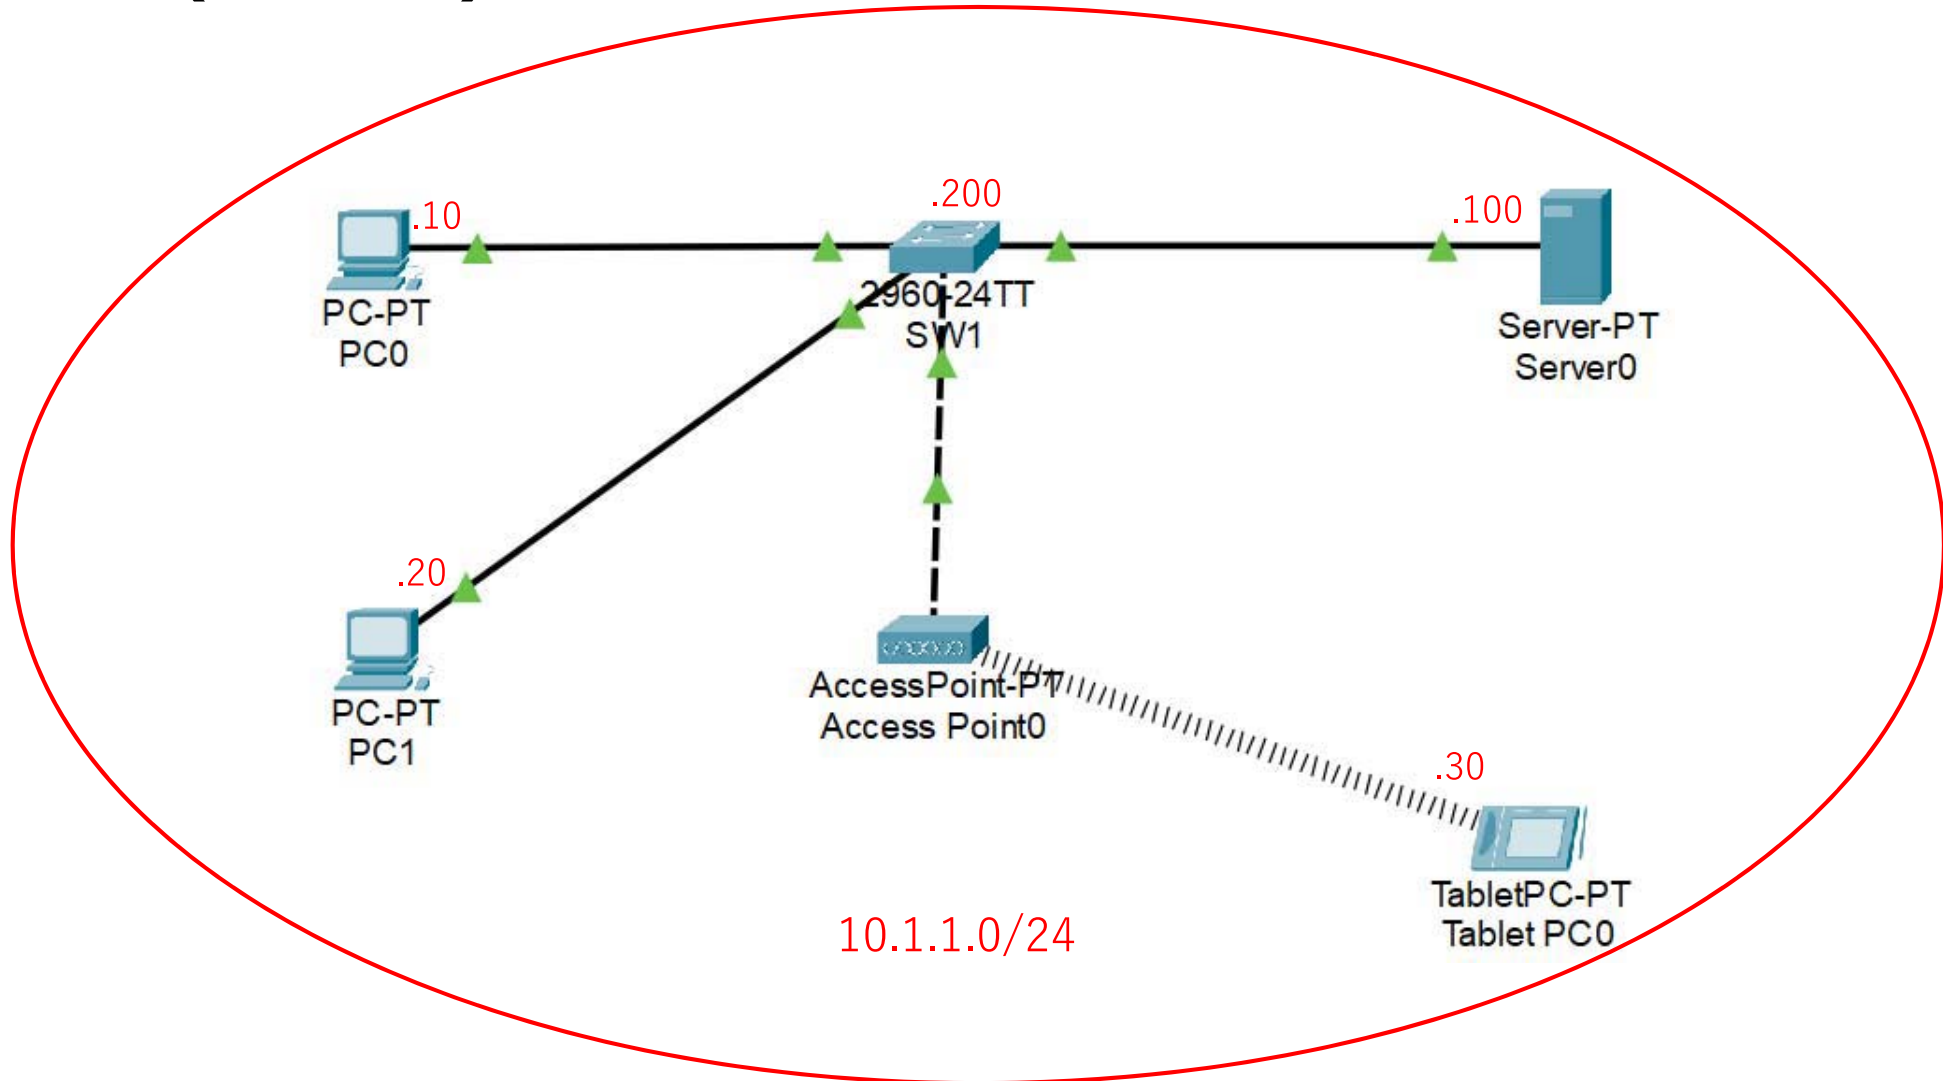 .10
.200
.100
PC-PT
PC0
2960-24TT
SW1
Server-PT
Server0
.20
PC-PT
PC1
AccessPoint-PT
Access Point0
.30
TabletPC-PT
Tablet PC0
10.1.1.0/24